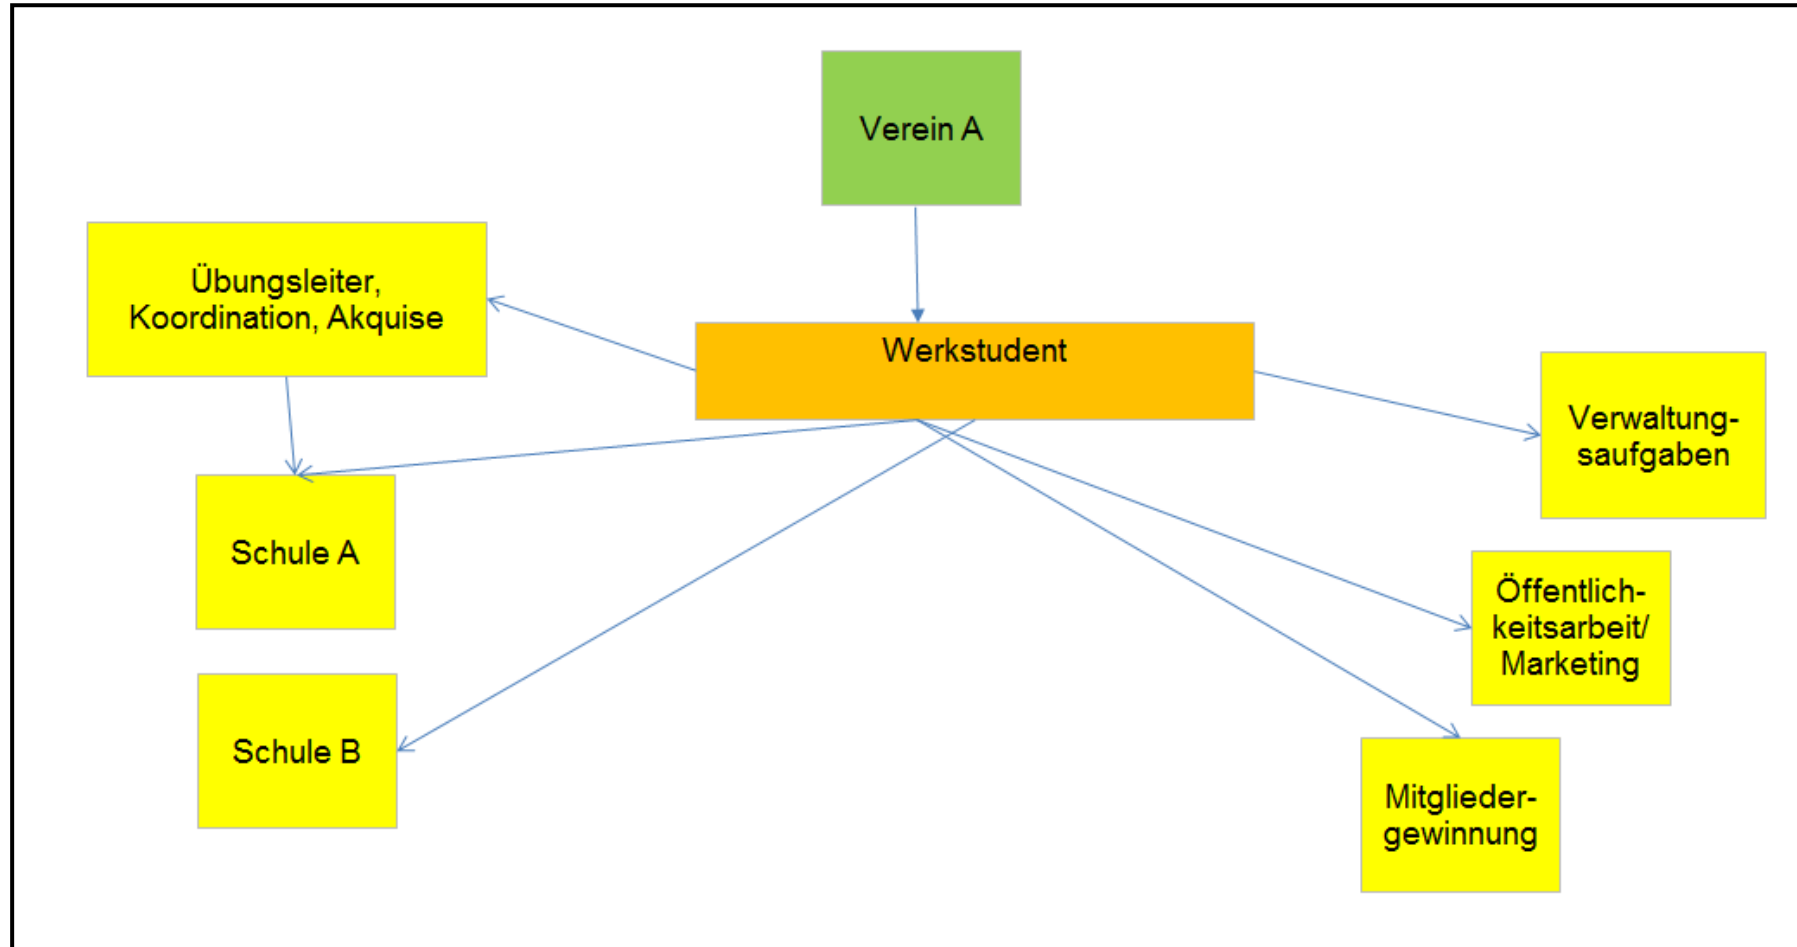 Verein A
Übungsleiter,
Koordination, Akquise
Werkstudent
Verwaltung-
saufgaben
Schule A
Öffentlich-
keitsarbeit/
Marketing
Schule B
Mitglieder-
gewinnung